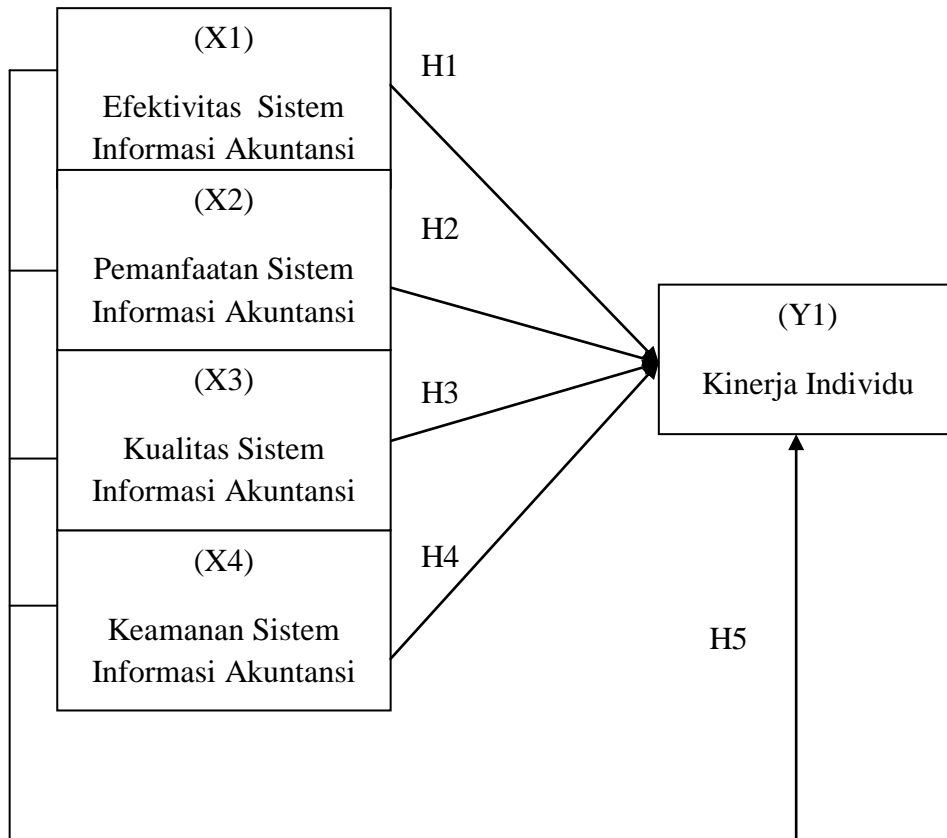 (X1)
Efektivitas  Sistem
Informasi Akuntansi
H1
(X2)
Pemanfaatan Sistem
Informasi Akuntansi
H2
(X3)
Kualitas Sistem
Informasi Akuntansi
H3
(X4)
Keamanan Sistem
Informasi Akuntansi
H4
(Y1)
Kinerja Individu
H5